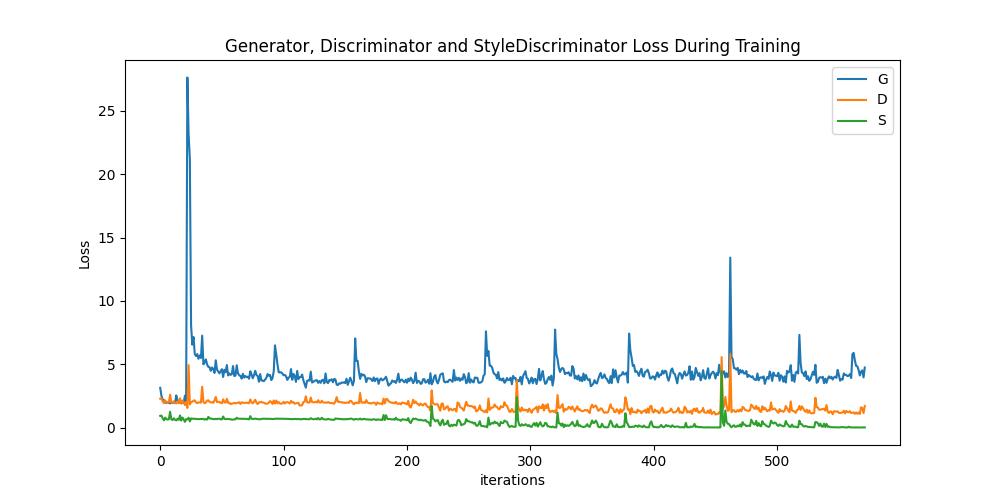 Generator, Discriminator and StyleDiscriminator Loss During Training
G
D
S
25
20
15
10
5
0
Loss
0 100 200 300 400 500
iterations